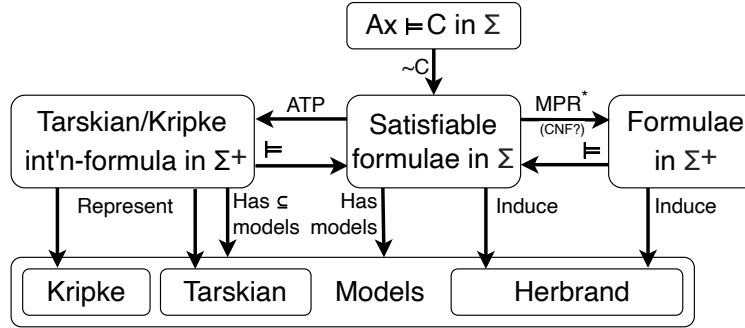 Ax ⊨ C in Σ
~C
ATP
MPR*
(CNF?)
Tarskian/Kripke
int'n-formula in Σ+
Satisfiable
formulae in Σ
Formulae
in Σ+
⊨
⊨
Represent
Has ⊆
models
Has
models
Induce
Induce
Kripke
Tarskian
Models
Herbrand